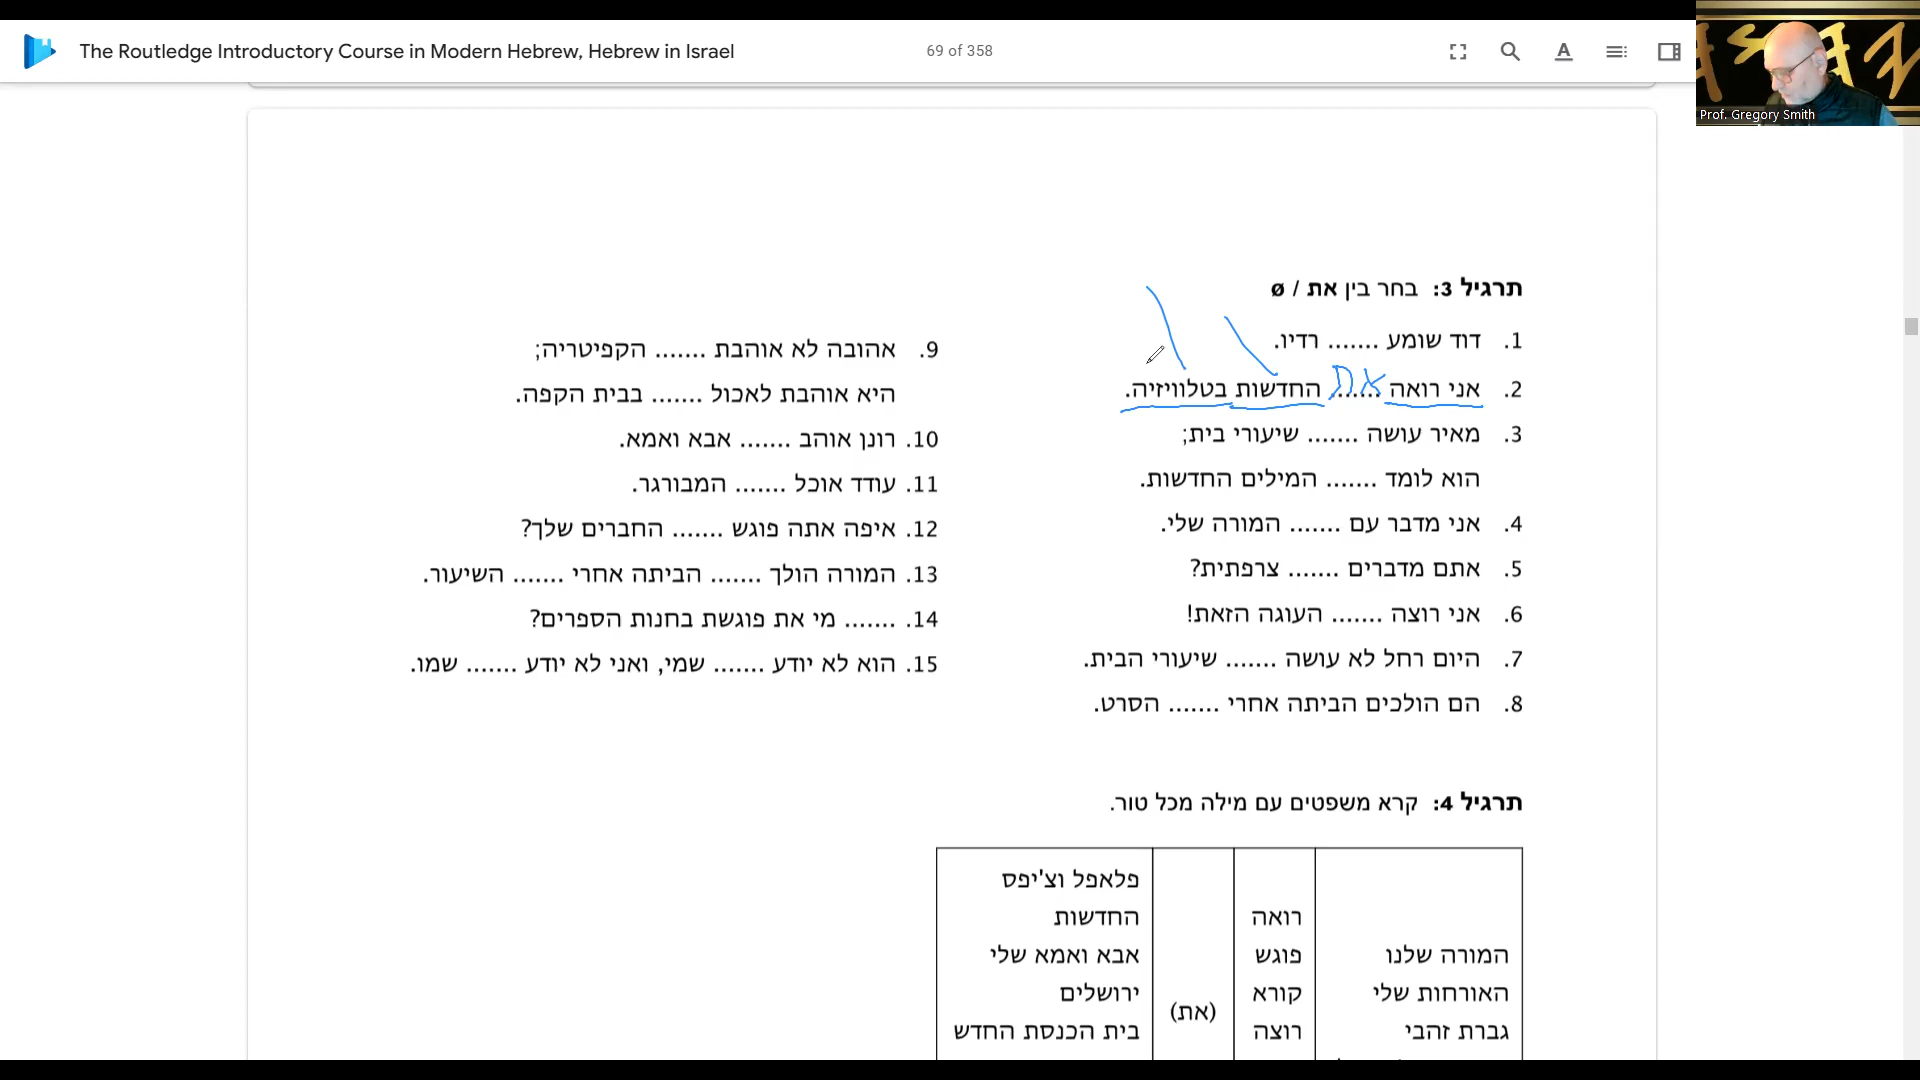 The Routledge Introductory Course in Modern Hebrew, Hebrew in Israel
69 of 358
Prof. Gregory Smith
תרגיל 3: בחר בין את / ø
1. דוד שומע ....... רדיו.
2. אני רואה ....... את החדשות בטלוויזיה.
3. מאיר עושה ....... שיעורי בית;
הוא לומד ....... המילים החדשות.
4. אני מדבר עם ....... המורה שלי.
5. אתם מדברים ....... צרפתית?
6. אני רוצה ....... העוגה הזאת!
7. היום רחל לא עושה ....... שיעורי הבית.
8. הם הולכים הביתה אחרי ....... הסרט.
9. אהובה לא אוהבת ....... הקפיטריה;
היא אוהבת לאכול ....... בבית הקפה.
10. רונן אוהב ....... אבא ואמא.
11. עודד אוכל ....... המבורגר.
12. איפה אתה פוגש ....... החברים שלך?
13. המורה הולך ....... הביתה אחרי ....... השיעור.
14. ....... מי את פוגשת בחנות הספרים?
15. הוא לא יודע ....... שמי, ואני לא יודע ....... שמו.
תרגיל 4: קרא משפטים עם מילה מכל טור.
המורה שלנו
האורחות שלי
גברת זהבי
רואה
פוגש
קורא
רוצה
(את)
פלאפל וצ'יפס
החדשות
אבא ואמא שלי
ירושלים
בית הכנסת החדש